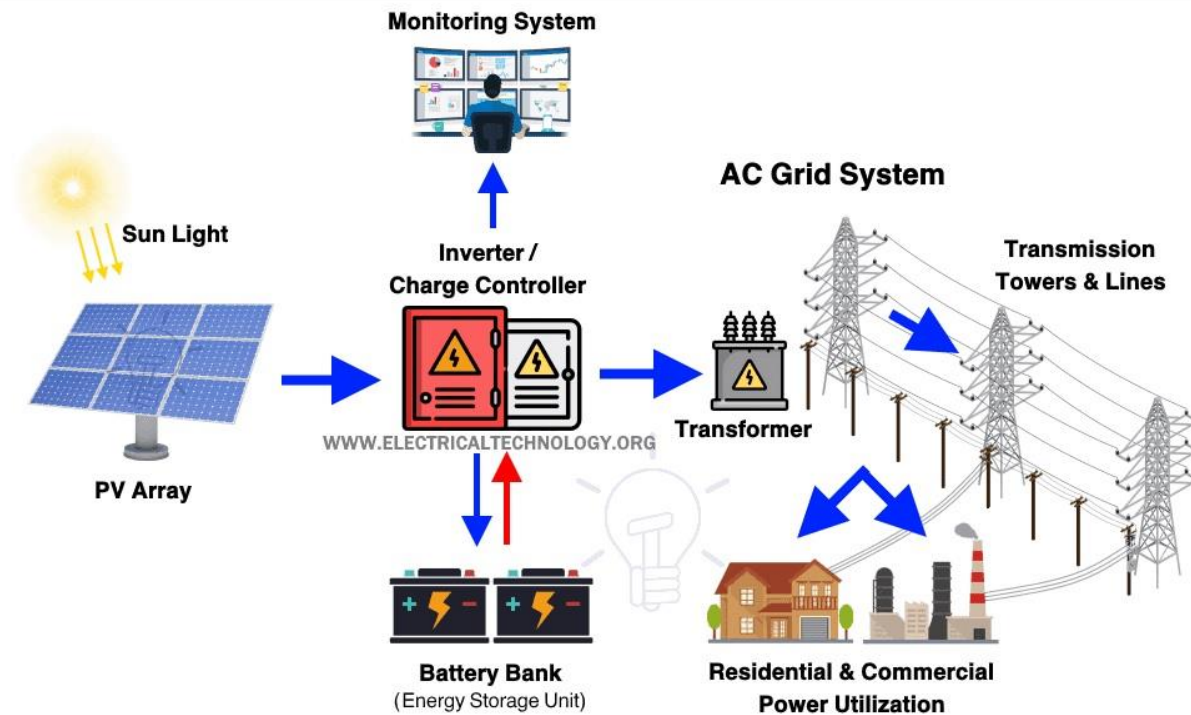 Monitoring System
AC Grid System
Sun Light
Transmission
Towers & Lines
Inverter /
Charge Controller
WWW.ELECTRICALTECHNOLOGY.ORG
Transformer
PV Array
Battery Bank
(Energy Storage Unit)
Residential & Commercial
Power Utilization